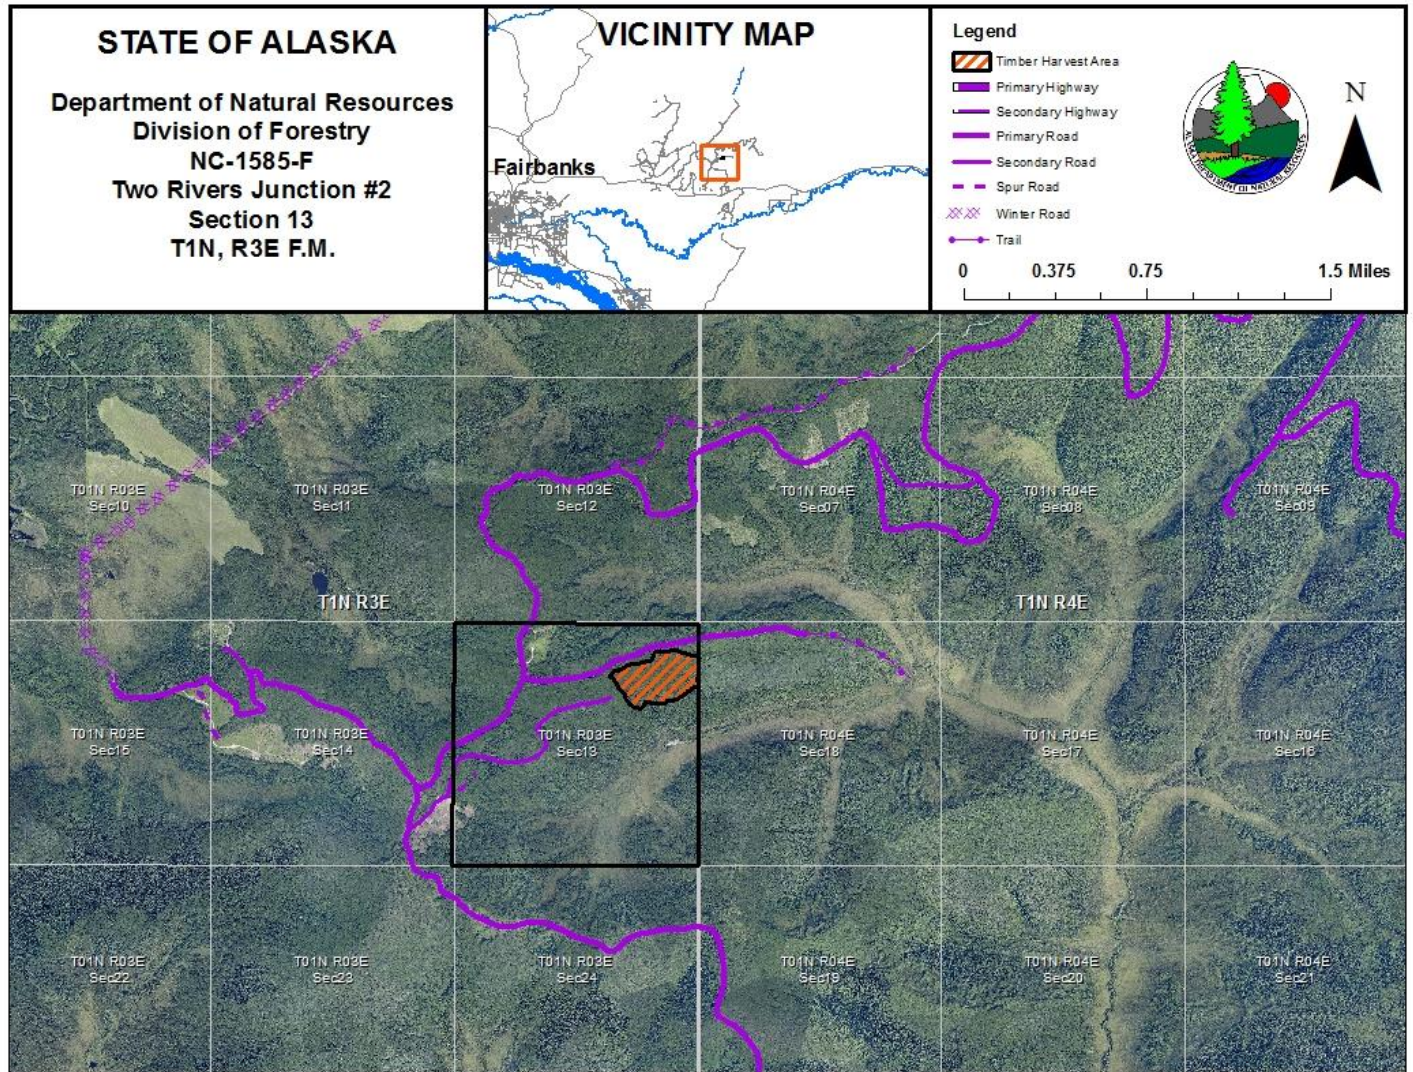 STATE OF ALASKA
Department of Natural Resources
Division of Forestry
NC-1585-F
Two Rivers Junction #2
Section 13
T1N, R3E F.M.
VICINITY MAP
Fairbanks
Legend
Timber Harvest Area
Primary Highway
Secondary Highway
Primary Road
Secondary Road
Spur Road
Winter Road
Trail
ALASKA DEPARTMENT OF NATURAL RESOURCES
N
0 0.375 0.75 1.5 Miles
T01N R03E
Sec10
T01N R03E
Sec11
T01N R03E
Sec12
T01N R04E
Sec07
T01N R04E
Sec08
T01N R04E
Sec09
T1N R3E
T1N R4E
T01N R03E
Sec15
T01N R03E
Sec14
T01N R03E
Sec13
T01N R04E
Sec18
T01N R04E
Sec17
T01N R04E
Sec16
T01N R03E
Sec22
T01N R03E
Sec23
T01N R03E
Sec24
T01N R04E
Sec19
T01N R04E
Sec20
T01N R04E
Sec21